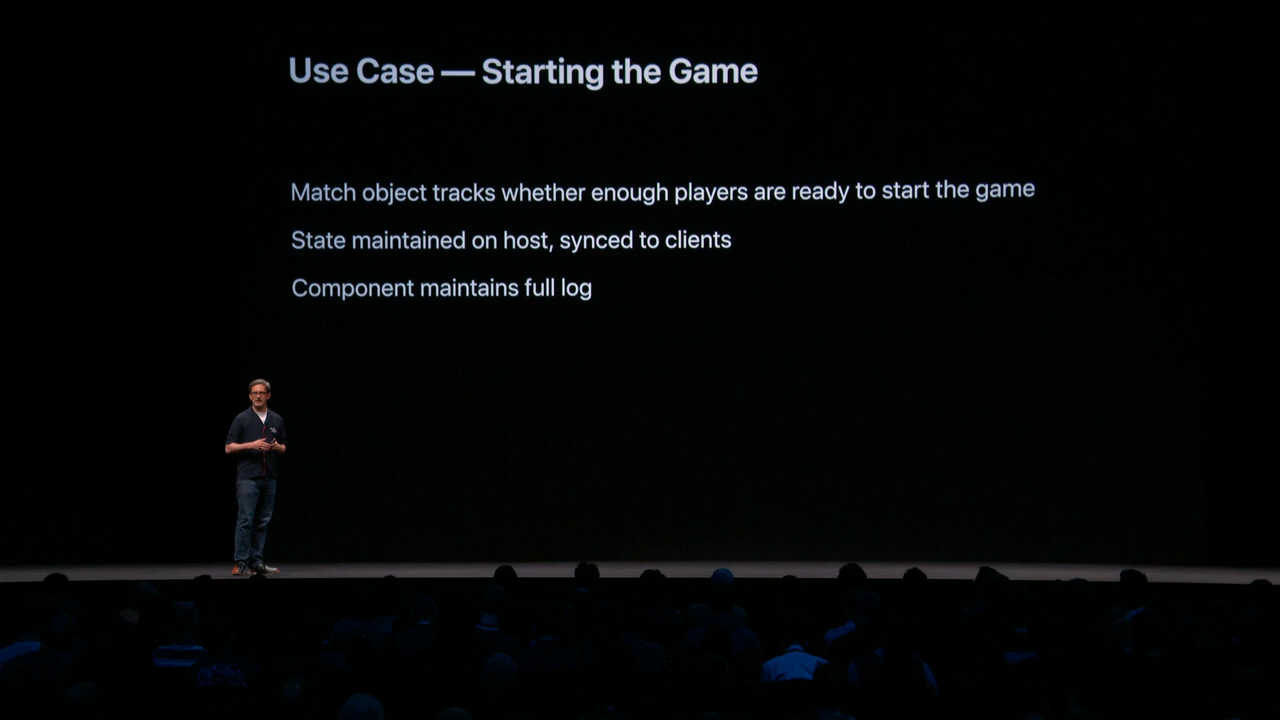 Use Case — Starting the Game
Match object tracks whether enough players are ready to start the game
State maintained on host, synced to clients
Component maintains full log